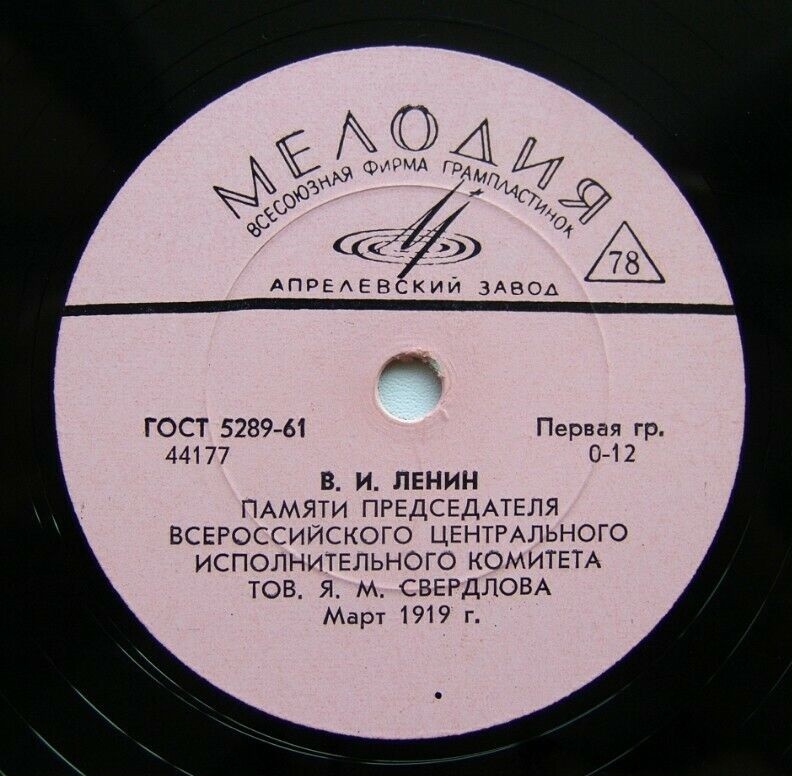 МЕЛОДИЯ
ВСЕСОЮЗНАЯ ФИРМА ГРАМПЛАСТИНОК
78
АПРЕЛЕВСКИЙ ЗАВОД
ГОСТ 5289-61
Первая гр.
44177
0-12
В. И. ЛЕНИН
ПАМЯТИ ПРЕДСЕДАТЕЛЯ
ВСЕРОССИЙСКОГО ЦЕНТРАЛЬНОГО
ИСПОЛНИТЕЛЬНОГО КОМИТЕТА
ТОВ. Я. М. СВЕРДЛОВА
Март 1919 г.